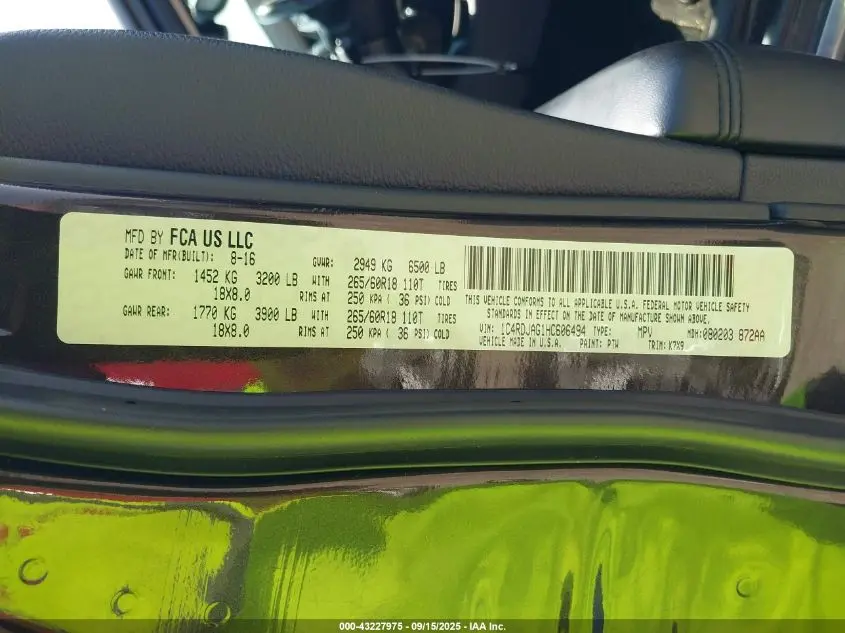 MFD BY FCA US LLC
DATE OF MFR(BUILT): 8-16 GVWR: 2949 KG 6500 LB
GAWR FRONT: 1452 KG 3200 LB WITH 265/60R18 110T TIRES
18X8.0 RIMS AT 250 KPA ( 36 PSI) COLD
GAWR REAR: 1770 KG 3900 LB WITH 265/60R18 110T TIRES
18X8.0 RIMS AT 250 KPA ( 36 PSI) COLD
THIS VEHICLE CONFORMS TO ALL APPLICABLE U.S.A. FEDERAL MOTOR VEHICLE SAFETY
STANDARDS IN EFFECT ON THE DATE OF MANUFACTURE SHOWN ABOVE.
VIN: 1C4RDJAG1HC606494 TYPE: MPV MDH:080203 872AA
VEHICLE MADE IN U.S.A. PAINT: PTW TRIM: K7X9
000-43227975 - 09/15/2025 - IAA Inc.